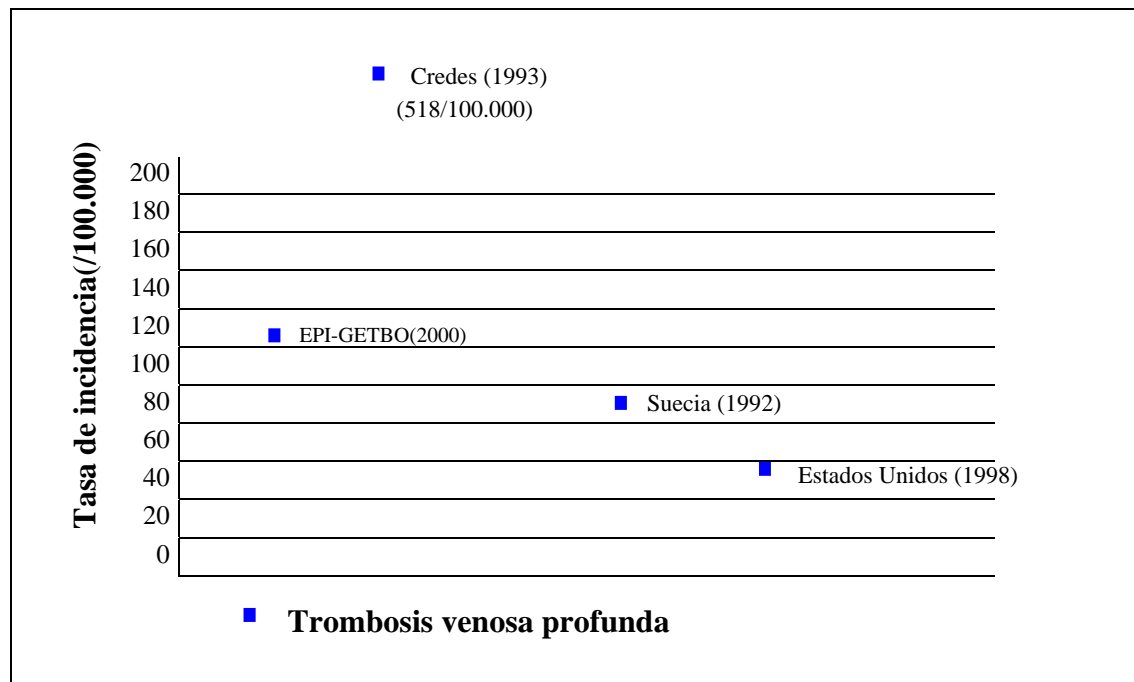 Credes (1993)
(518/100.000)
Tasa de incidencia(/100.000)
200
180
160
140
120
100
80
60
40
20
0
EPI-GETBO(2000)
Suecia (1992)
Estados Unidos (1998)
Trombosis venosa profunda